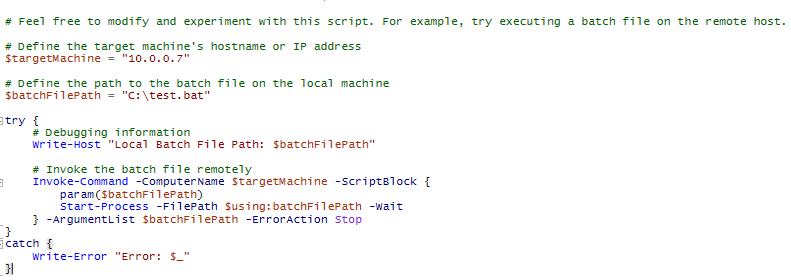 # Feel free to modify and experiment with this script. For example, try executing a batch file on the remote host.
# Define the target machine's hostname or IP address
$targetMachine = "10.0.0.7"
# Define the path to the batch file on the local machine
$batchFilePath = "C:\test.bat"
try {
# Debugging information
Write-Host "Local Batch File Path: $batchFilePath"
# Invoke the batch file remotely
Invoke-Command -ComputerName $targetMachine -ScriptBlock {
param($batchFilePath)
Start-Process -FilePath $using:batchFilePath -Wait
} -ArgumentList $batchFilePath -ErrorAction Stop
}
catch {
Write-Error "Error: $_"
}